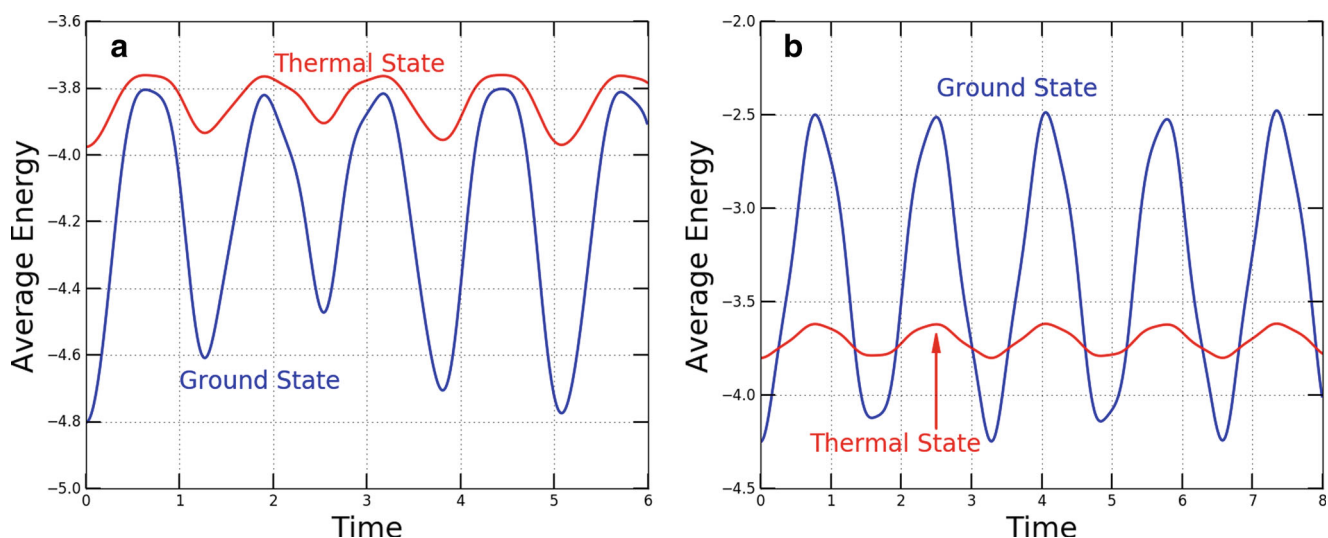 a
Thermal State
Ground State
Average Energy
−3.6
−3.8
−4.0
−4.2
−4.4
−4.6
−4.8
−5.0
0 1 2 3 4 5 6
Time
b
Ground State
Thermal State
Average Energy
−2.0
−2.5
−3.0
−3.5
−4.0
−4.5
0 1 2 3 4 5 6 7 8
Time